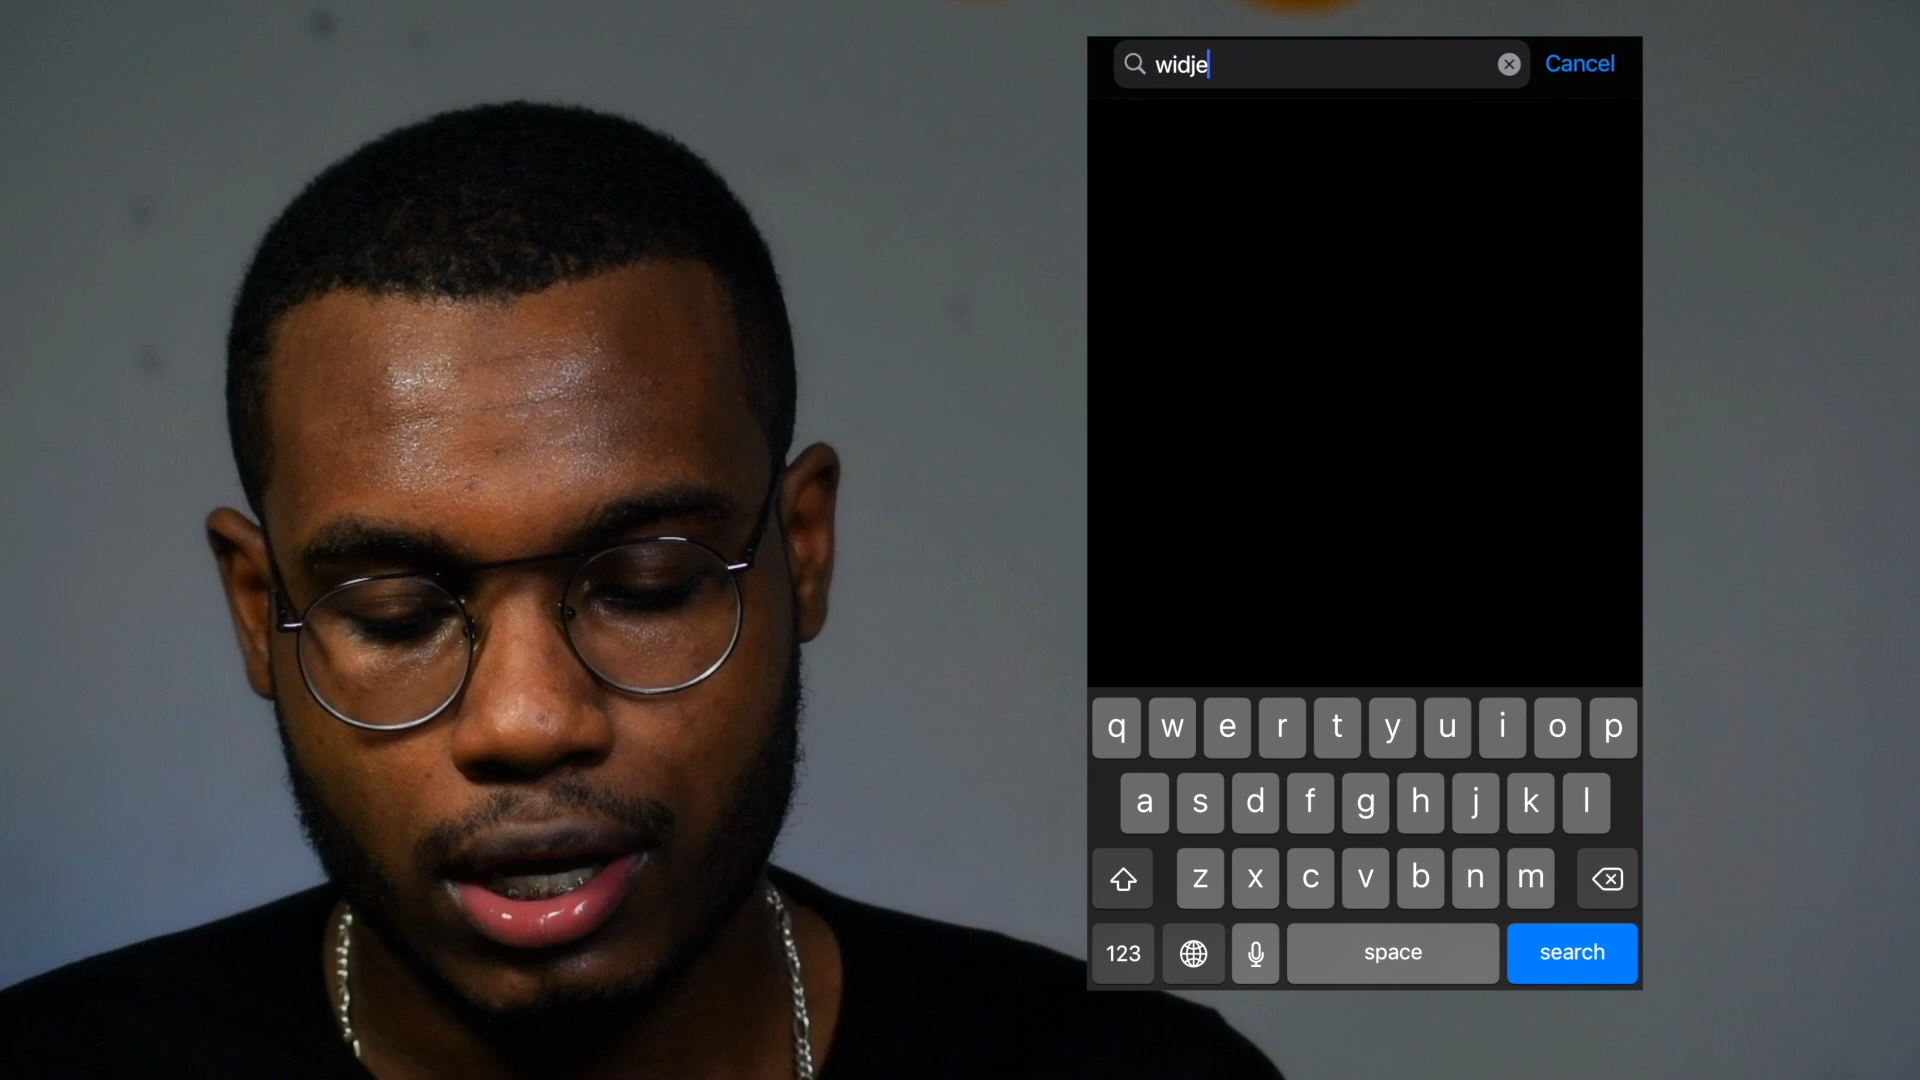 widje Cancel
q w e r t y u i o p
a s d f g h j k l
z x c v b n m
123 space search